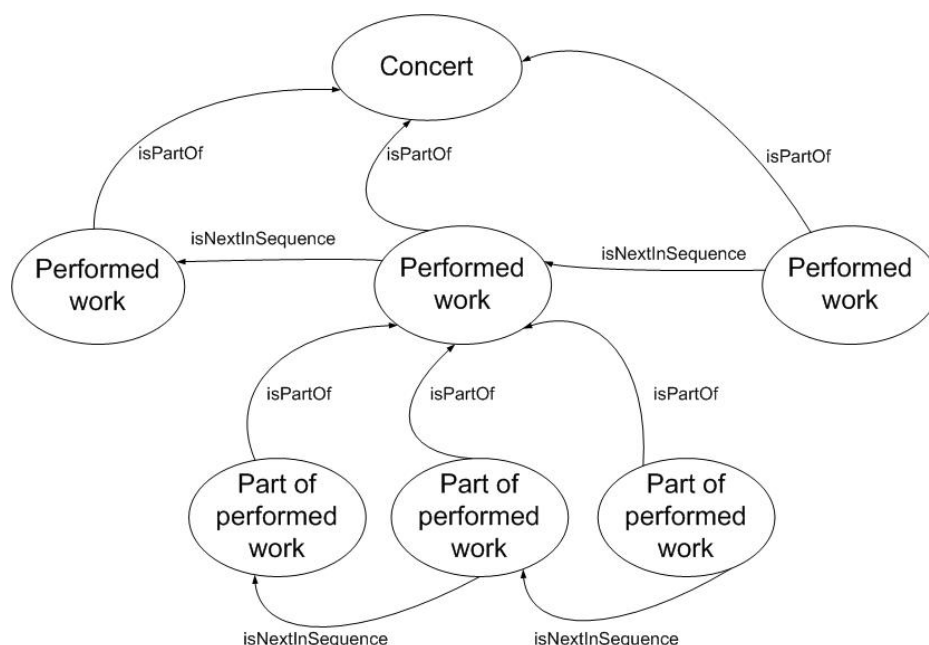 Concert
isPartOf
isPartOf
isPartOf
isNextInSequence
isNextInSequence
Performed
work
Performed
work
Performed
work
isPartOf
isPartOf
isPartOf
Part of
performed
work
Part of
performed
work
Part of
performed
work
isNextInSequence
isNextInSequence